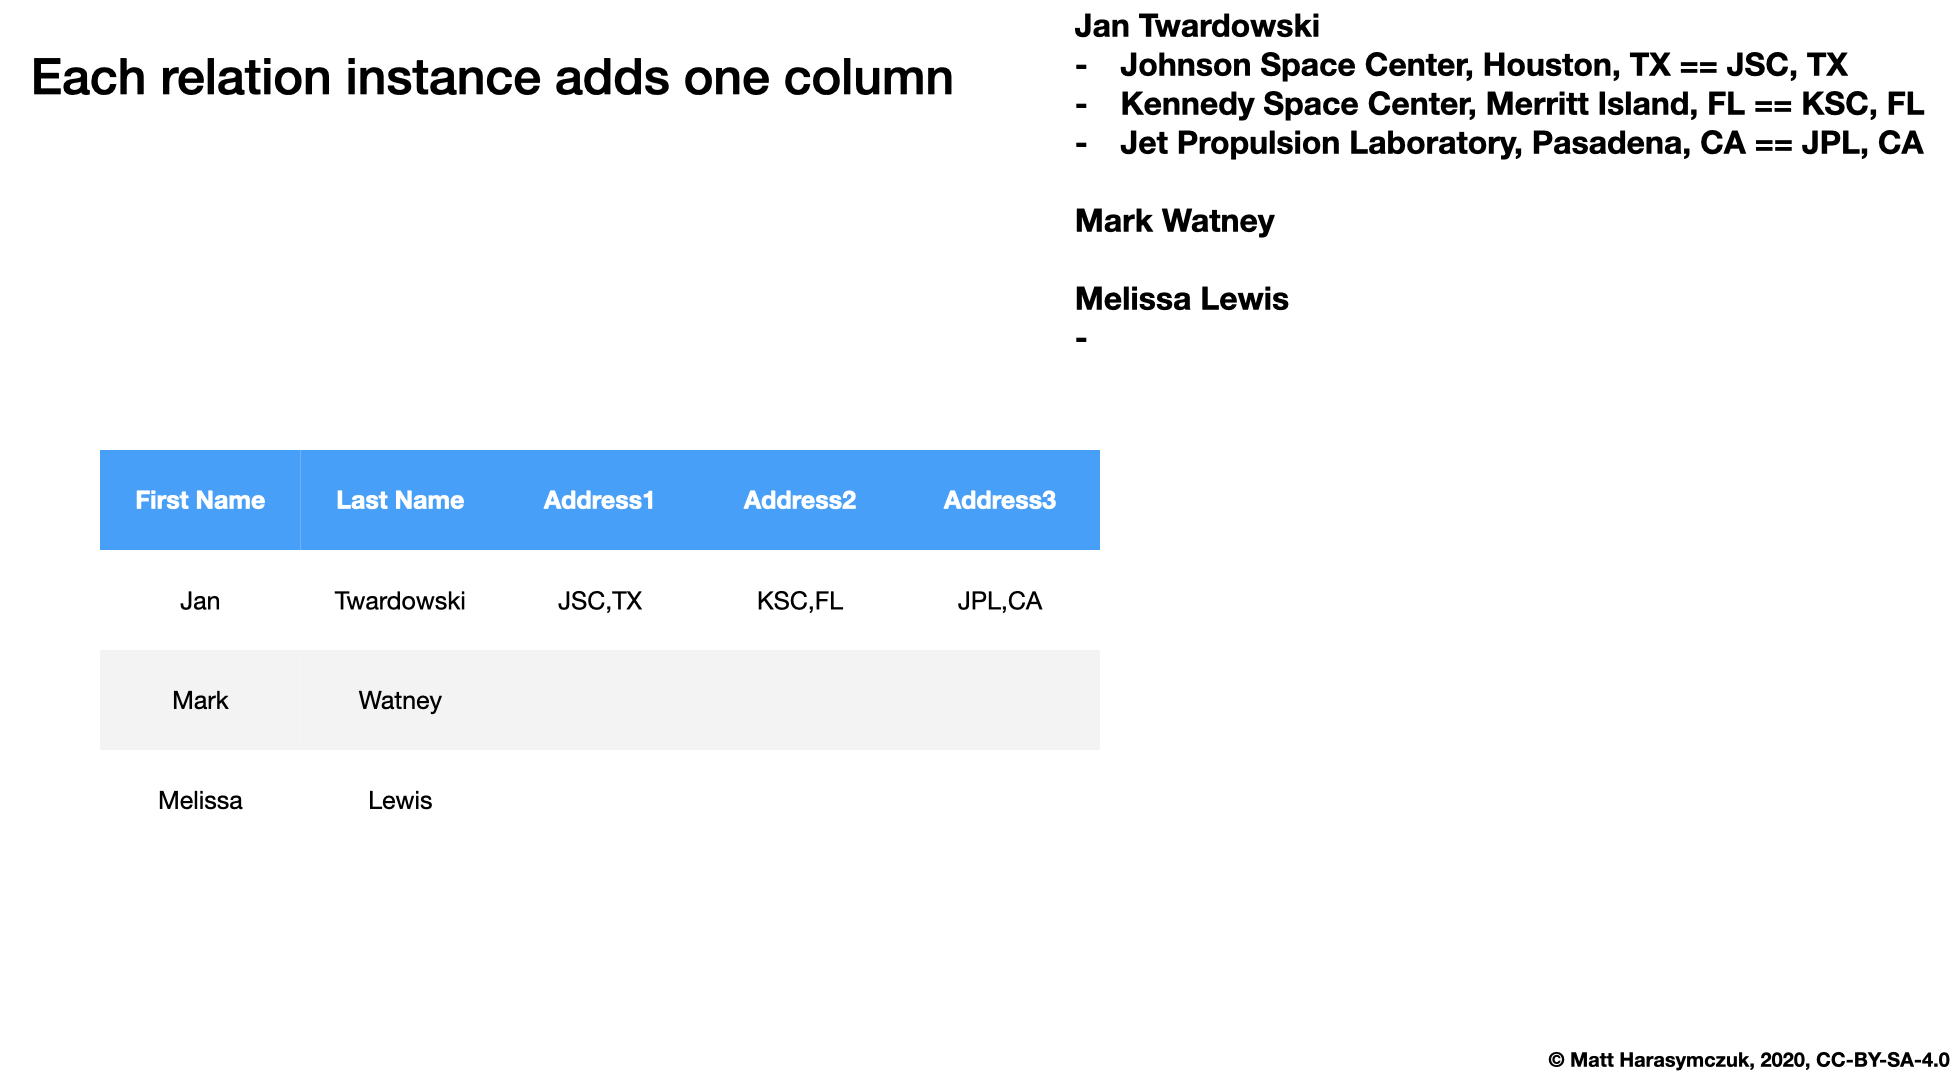 Each relation instance adds one column
Jan Twardowski
- Johnson Space Center, Houston, TX == JSC, TX
- Kennedy Space Center, Merritt Island, FL == KSC, FL
- Jet Propulsion Laboratory, Pasadena, CA == JPL, CA
Mark Watney
Melissa Lewis
-
First Name Last Name Address1 Address2 Address3
Jan Twardowski JSC,TX KSC,FL JPL,CA
Mark Watney
Melissa Lewis
© Matt Harasymczuk, 2020, CC-BY-SA-4.0